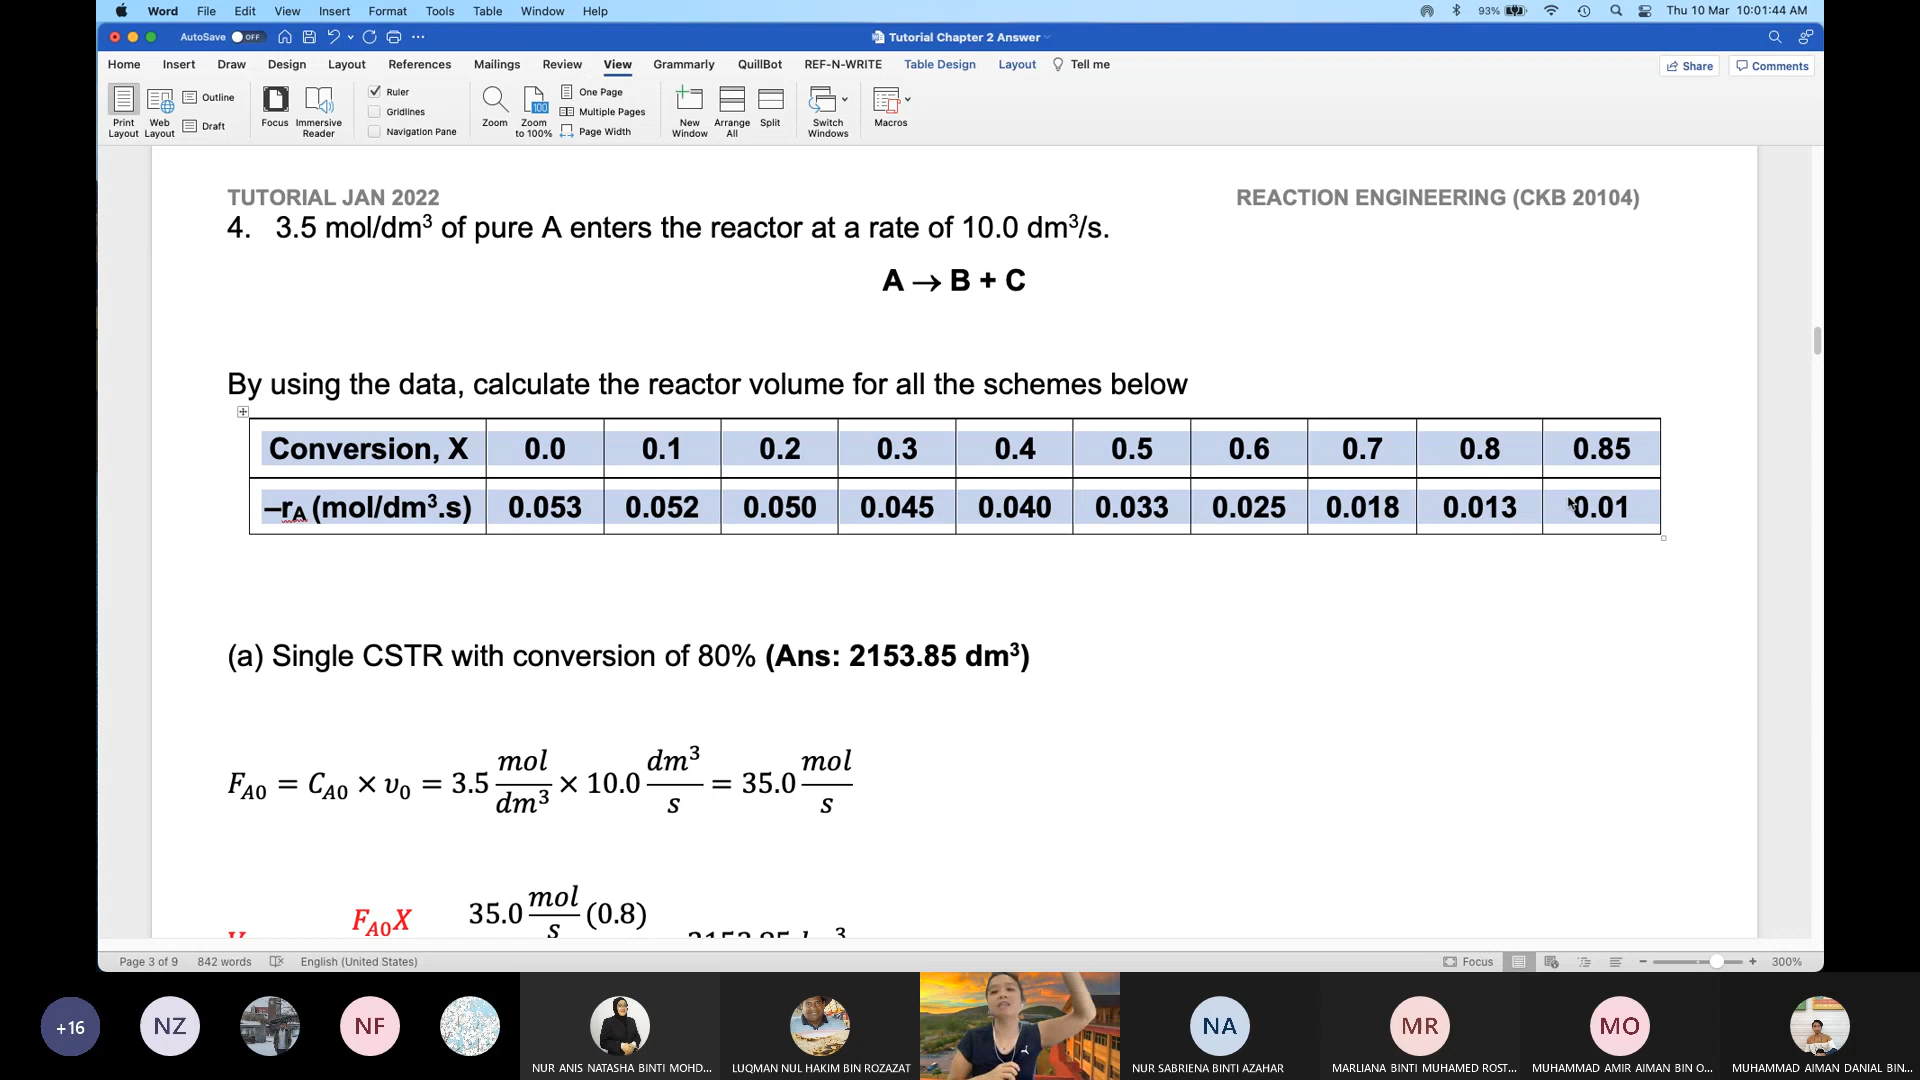 Word File Edit View Insert Format Tools Table Window Help 93% Thu 10 Mar 10:01:44 AM
AutoSave OFF Tutorial Chapter 2 Answer
Home Insert Draw Design Layout References Mailings Review View Grammarly QuillBot REF-N-WRITE Table Design Layout Tell me Share Comments
Print Layout Web Layout Outline Draft Focus Immersive Reader Ruler Gridlines Navigation Pane Zoom Zoom to 100% One Page Multiple Pages Page Width New Window Arrange All Split Switch Windows Macros
TUTORIAL JAN 2022 REACTION ENGINEERING (CKB 20104)
4. 3.5 mol/dm³ of pure A enters the reactor at a rate of 10.0 dm³/s.
A → B + C
By using the data, calculate the reactor volume for all the schemes below
Conversion, X 0.0 0.1 0.2 0.3 0.4 0.5 0.6 0.7 0.8 0.85
–rA (mol/dm³.s) 0.053 0.052 0.050 0.045 0.040 0.033 0.025 0.018 0.013 0.01
(a) Single CSTR with conversion of 80% (Ans: 2153.85 dm³)
F_A0 = C_A0 × υ_0 = 3.5 mol/dm³ × 10.0 dm³/s = 35.0 mol/s
F_A0X 35.0 mol/s (0.8)
Page 3 of 9 842 words English (United States) Focus 300%
+16 NZ NF NA MR MO
NUR ANIS NATASHA BINTI MOHD... LUQMAN NUL HAKIM BIN ROZAZAT NUR SABRIENA BINTI AZAHAR MARLIANA BINTI MUHAMED ROST... MUHAMMAD AMIR AIMAN BIN O... MUHAMMAD AIMAN DANIAL BIN...